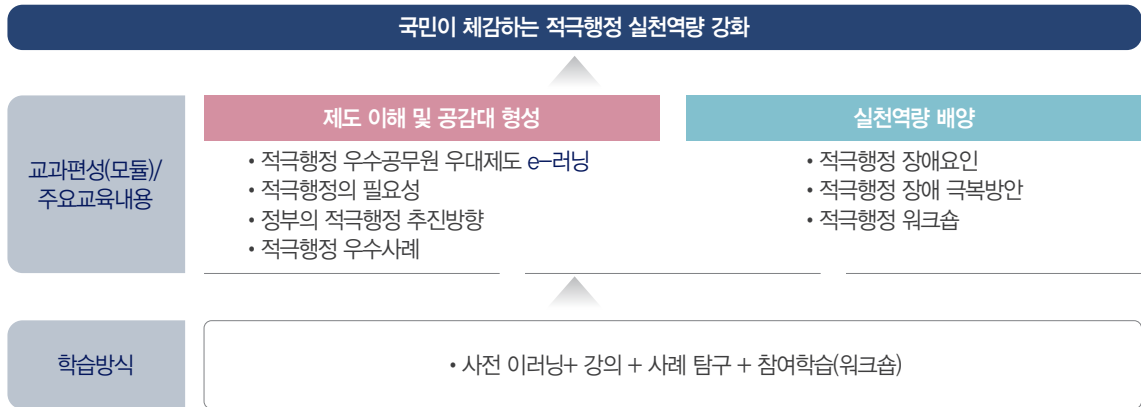 국민이 체감하는 적극행정 실천역량 강화
교과편성(모듈)/
주요교육내용
제도 이해 및 공감대 형성
• 적극행정 우수공무원 우대제도 e-러닝
• 적극행정의 필요성
• 정부의 적극행정 추진방향
• 적극행정 우수사례
실천역량 배양
• 적극행정 장애요인
• 적극행정 장애 극복방안
• 적극행정 워크숍
학습방식
• 사전 이러닝+ 강의 + 사례 탐구 + 참여학습(워크숍)